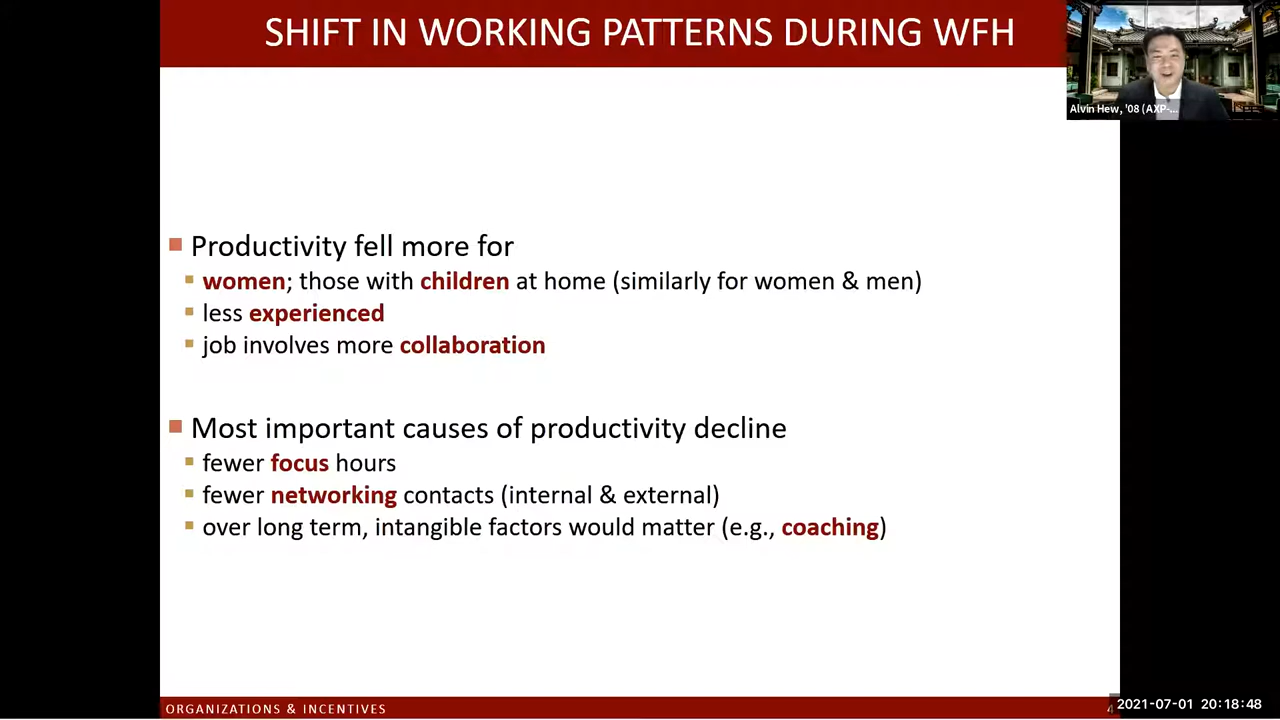 SHIFT IN WORKING PATTERNS DURING WFH
Alvin Hew, '08 (AXP-...
Productivity fell more for
women; those with children at home (similarly for women & men)
less experienced
job involves more collaboration
Most important causes of productivity decline
fewer focus hours
fewer networking contacts (internal & external)
over long term, intangible factors would matter (e.g., coaching)
ORGANIZATIONS & INCENTIVES
4
2021-07-01 20:18:48